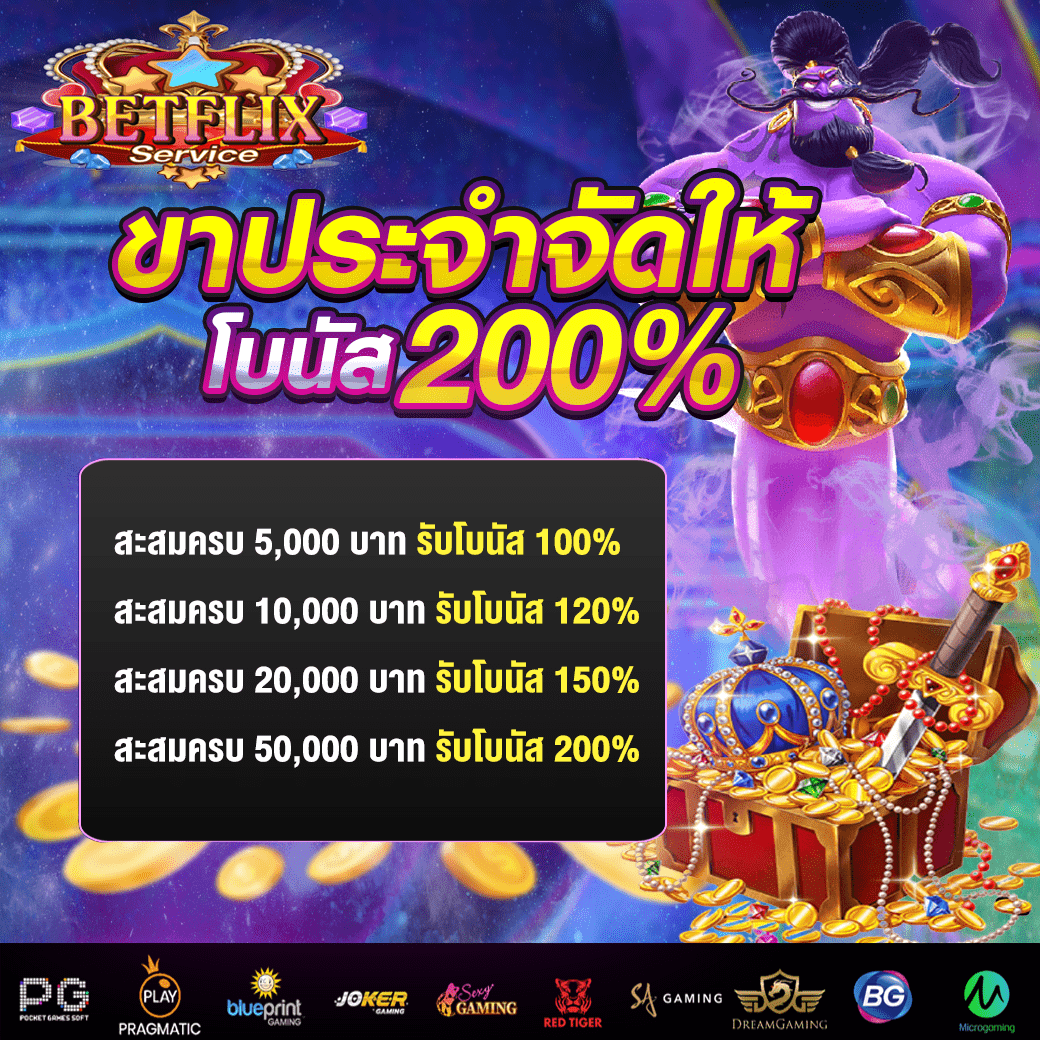 BETFLIX
Service
ขาประจำจัดให้
โบนัส 200%
สะสมครบ 5,000 บาท รับโบนัส 100%
สะสมครบ 10,000 บาท รับโบนัส 120%
สะสมครบ 20,000 บาท รับโบนัส 150%
สะสมครบ 50,000 บาท รับโบนัส 200%
PG POCKET GAMES SOFT
PLAY PRAGMATIC
blueprint GAMING
JOKER GAMING
Sexy GAMING
RED TIGER
SA GAMING
DREAMGAMING
BG
Microgaming